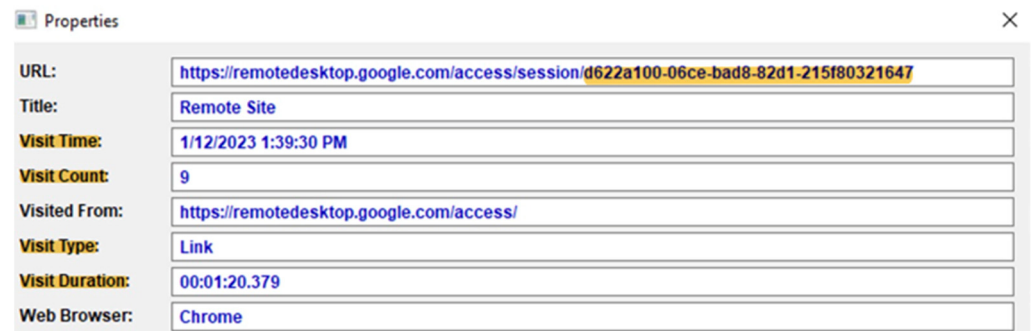 Properties
URL: https://remotedesktop.google.com/access/session/d622a100-06ce-bad8-82d1-215f80321647
Title: Remote Site
Visit Time: 1/12/2023 1:39:30 PM
Visit Count: 9
Visited From: https://remotedesktop.google.com/access/
Visit Type: Link
Visit Duration: 00:01:20.379
Web Browser: Chrome